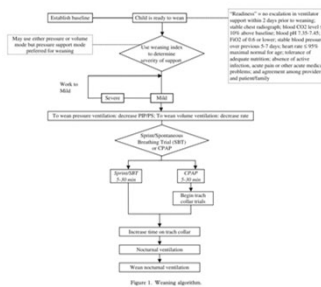 Establish baseline
Child is ready to wean
"Readiness" = no escalation in ventilator
support within 2 days prior to weaning;
stable chest radiograph; blood CO2 level
10% above baseline; blood pH 7.35-7.45;
FiO2 of 0.6 or lower; stable blood pressure
over previous 5-7 days; heart rate ≤ 95%
maximal normal for age; tolerance of
adequate nutrition; absence of active
infection, acute pain or other acute medical
problems; and agreement among providers
and patient/family
May use either pressure or volume
mode but pressure support mode
preferred for weaning
Use weaning index
to determine
severity of support
Work to
Mild
Severe
Mild
To wean pressure ventilation: decrease PIP/PS; To wean volume ventilation: decrease rate
Sprint/Spontaneous
Breathing Trial (SBT)
or CPAP
Sprint/SBT
5-30 min
CPAP
5-30 min
Begin trach
collar trials
Increase time on trach collar
Nocturnal ventilation
Wean nocturnal ventilation
Figure 1. Weaning algorithm.